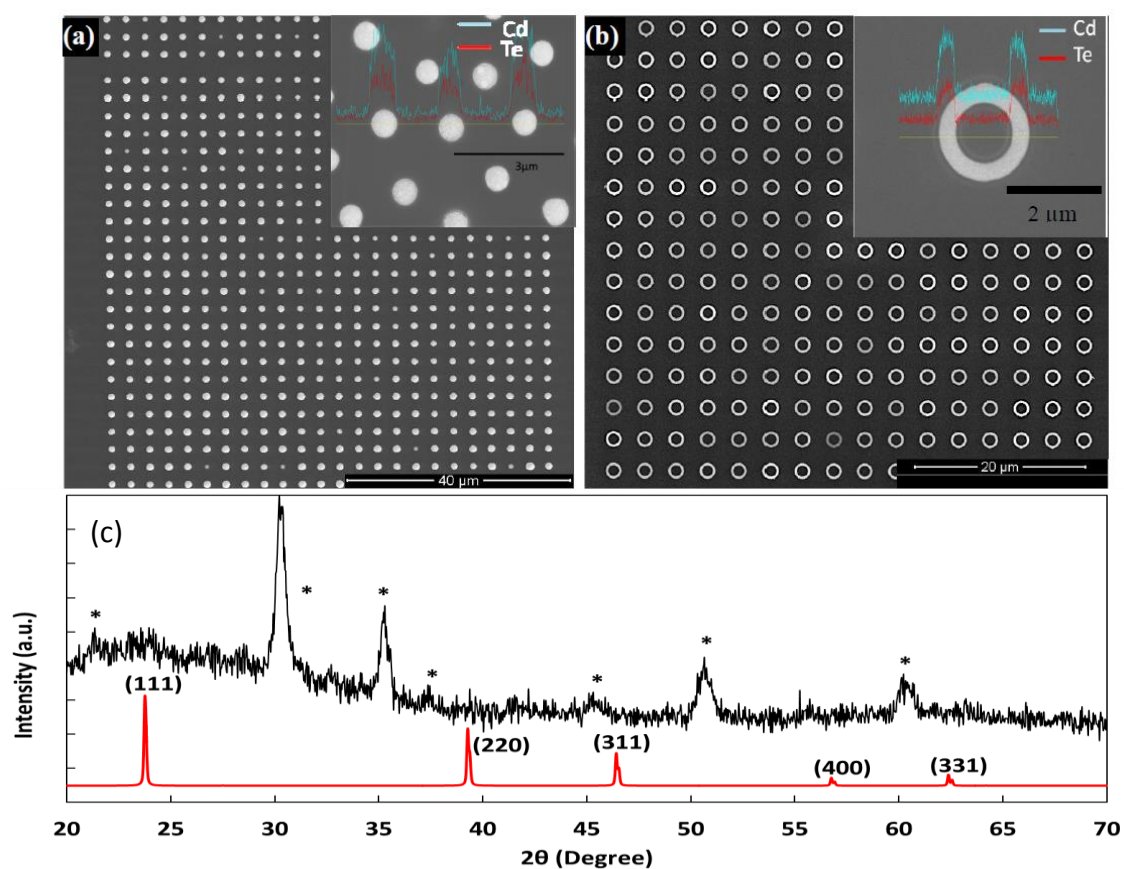 (a)
Cd
Te
3μm
40 μm
(b)
Cd
Te
2 μm
20 μm
(c)
* * * * * * *
(111)
(220)
(311)
(400)
(331)
Intensity (a.u.)
20 25 30 35 40 45 50 55 60 65 70
2θ (Degree)